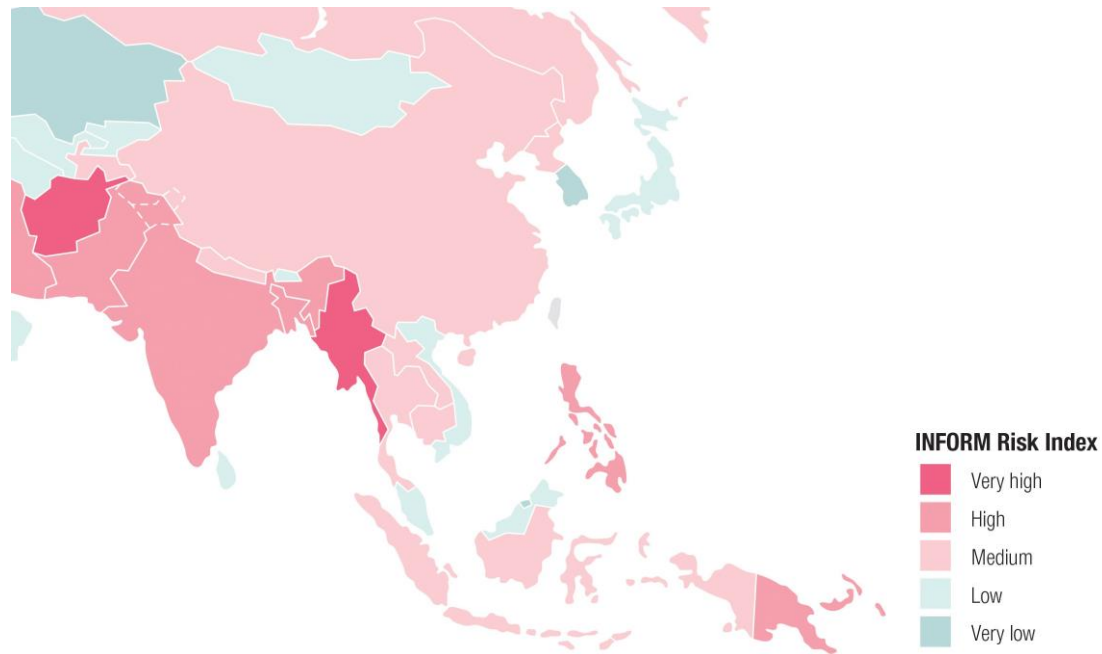 INFORM Risk Index
Very high
High
Medium
Low
Very low